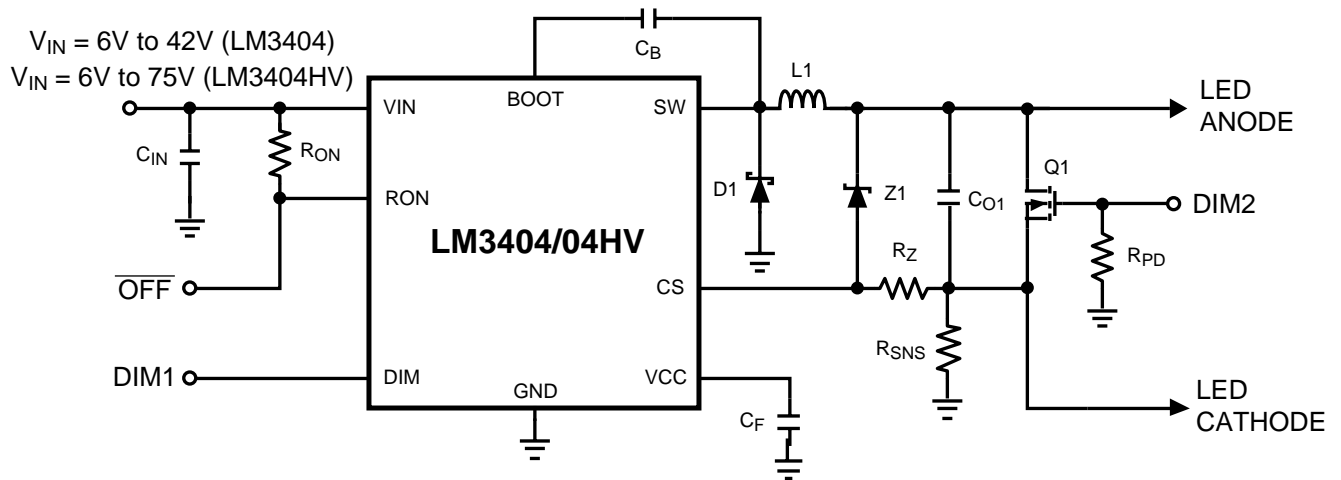 V_IN = 6V to 42V (LM3404)
V_IN = 6V to 75V (LM3404HV)
C_B
L1
BOOT
VIN
SW
LED
ANODE
C_IN
R_ON
D1
Z1
C_O1
Q1
RON
DIM2
LM3404/04HV
R_Z
R_PD
OFF
CS
R_SNS
DIM1
DIM
GND
VCC
C_F
LED
CATHODE